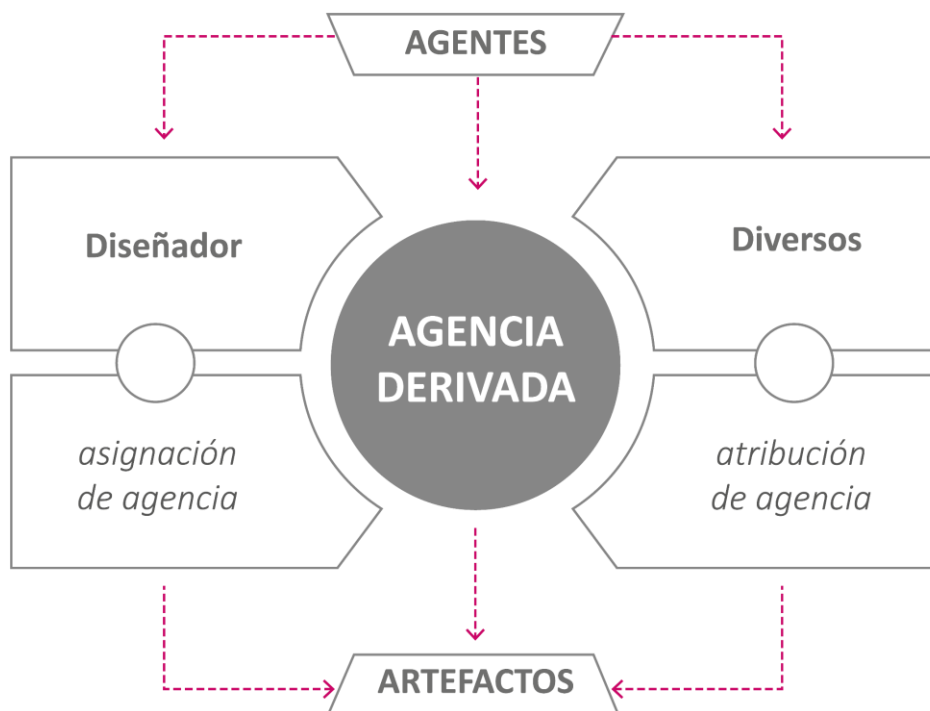 AGENTES
Diseñador
Diversos
AGENCIA
DERIVADA
asignación
de agencia
atribución
de agencia
ARTEFACTOS